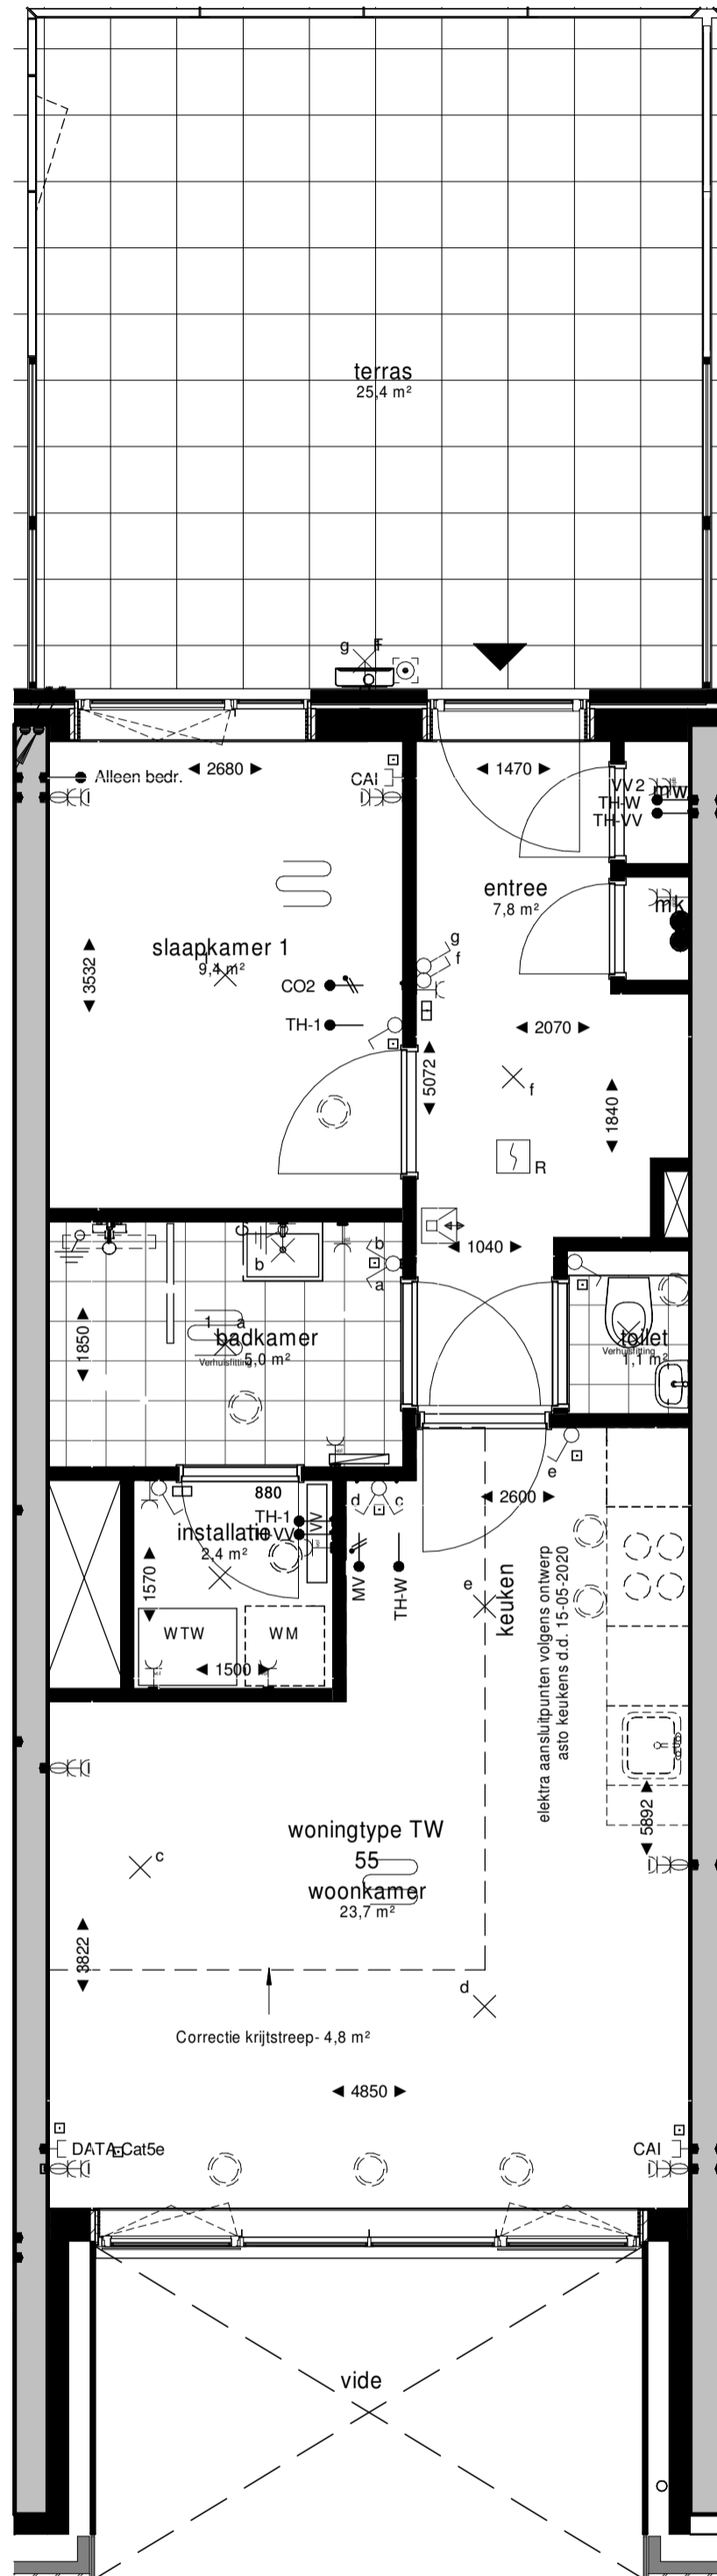 terras
25,4 m²
g F
2680
1470
Alleen bedr.
CAI
VV2
mw
TH-W
TH-VV
entree
7,8 m²
mk
slaapkamer 1
9,4 m²
g
f
3532
CO2
TH-1
2070
5072
f
1840
R
1040
C
b
b
a
1 a
1850
badkamer
Verhuisfitting
5,0 m²
toilet
Verhuisfitting
1,1 m²
e
880
d c
2600
TH-1
VV
installatie
2,4 m²
1570
MV
TH-W
e
keuken
elektra aansluitpunten volgens ontwerp
asto keukens d.d. 15-05-2020
WTW
WM
1500
5892
woningtype TW
55
c
woonkamer
23,7 m²
3822
d
Correctie krijtstreep- 4,8 m²
4850
DATA Cat5e
CAI
vide